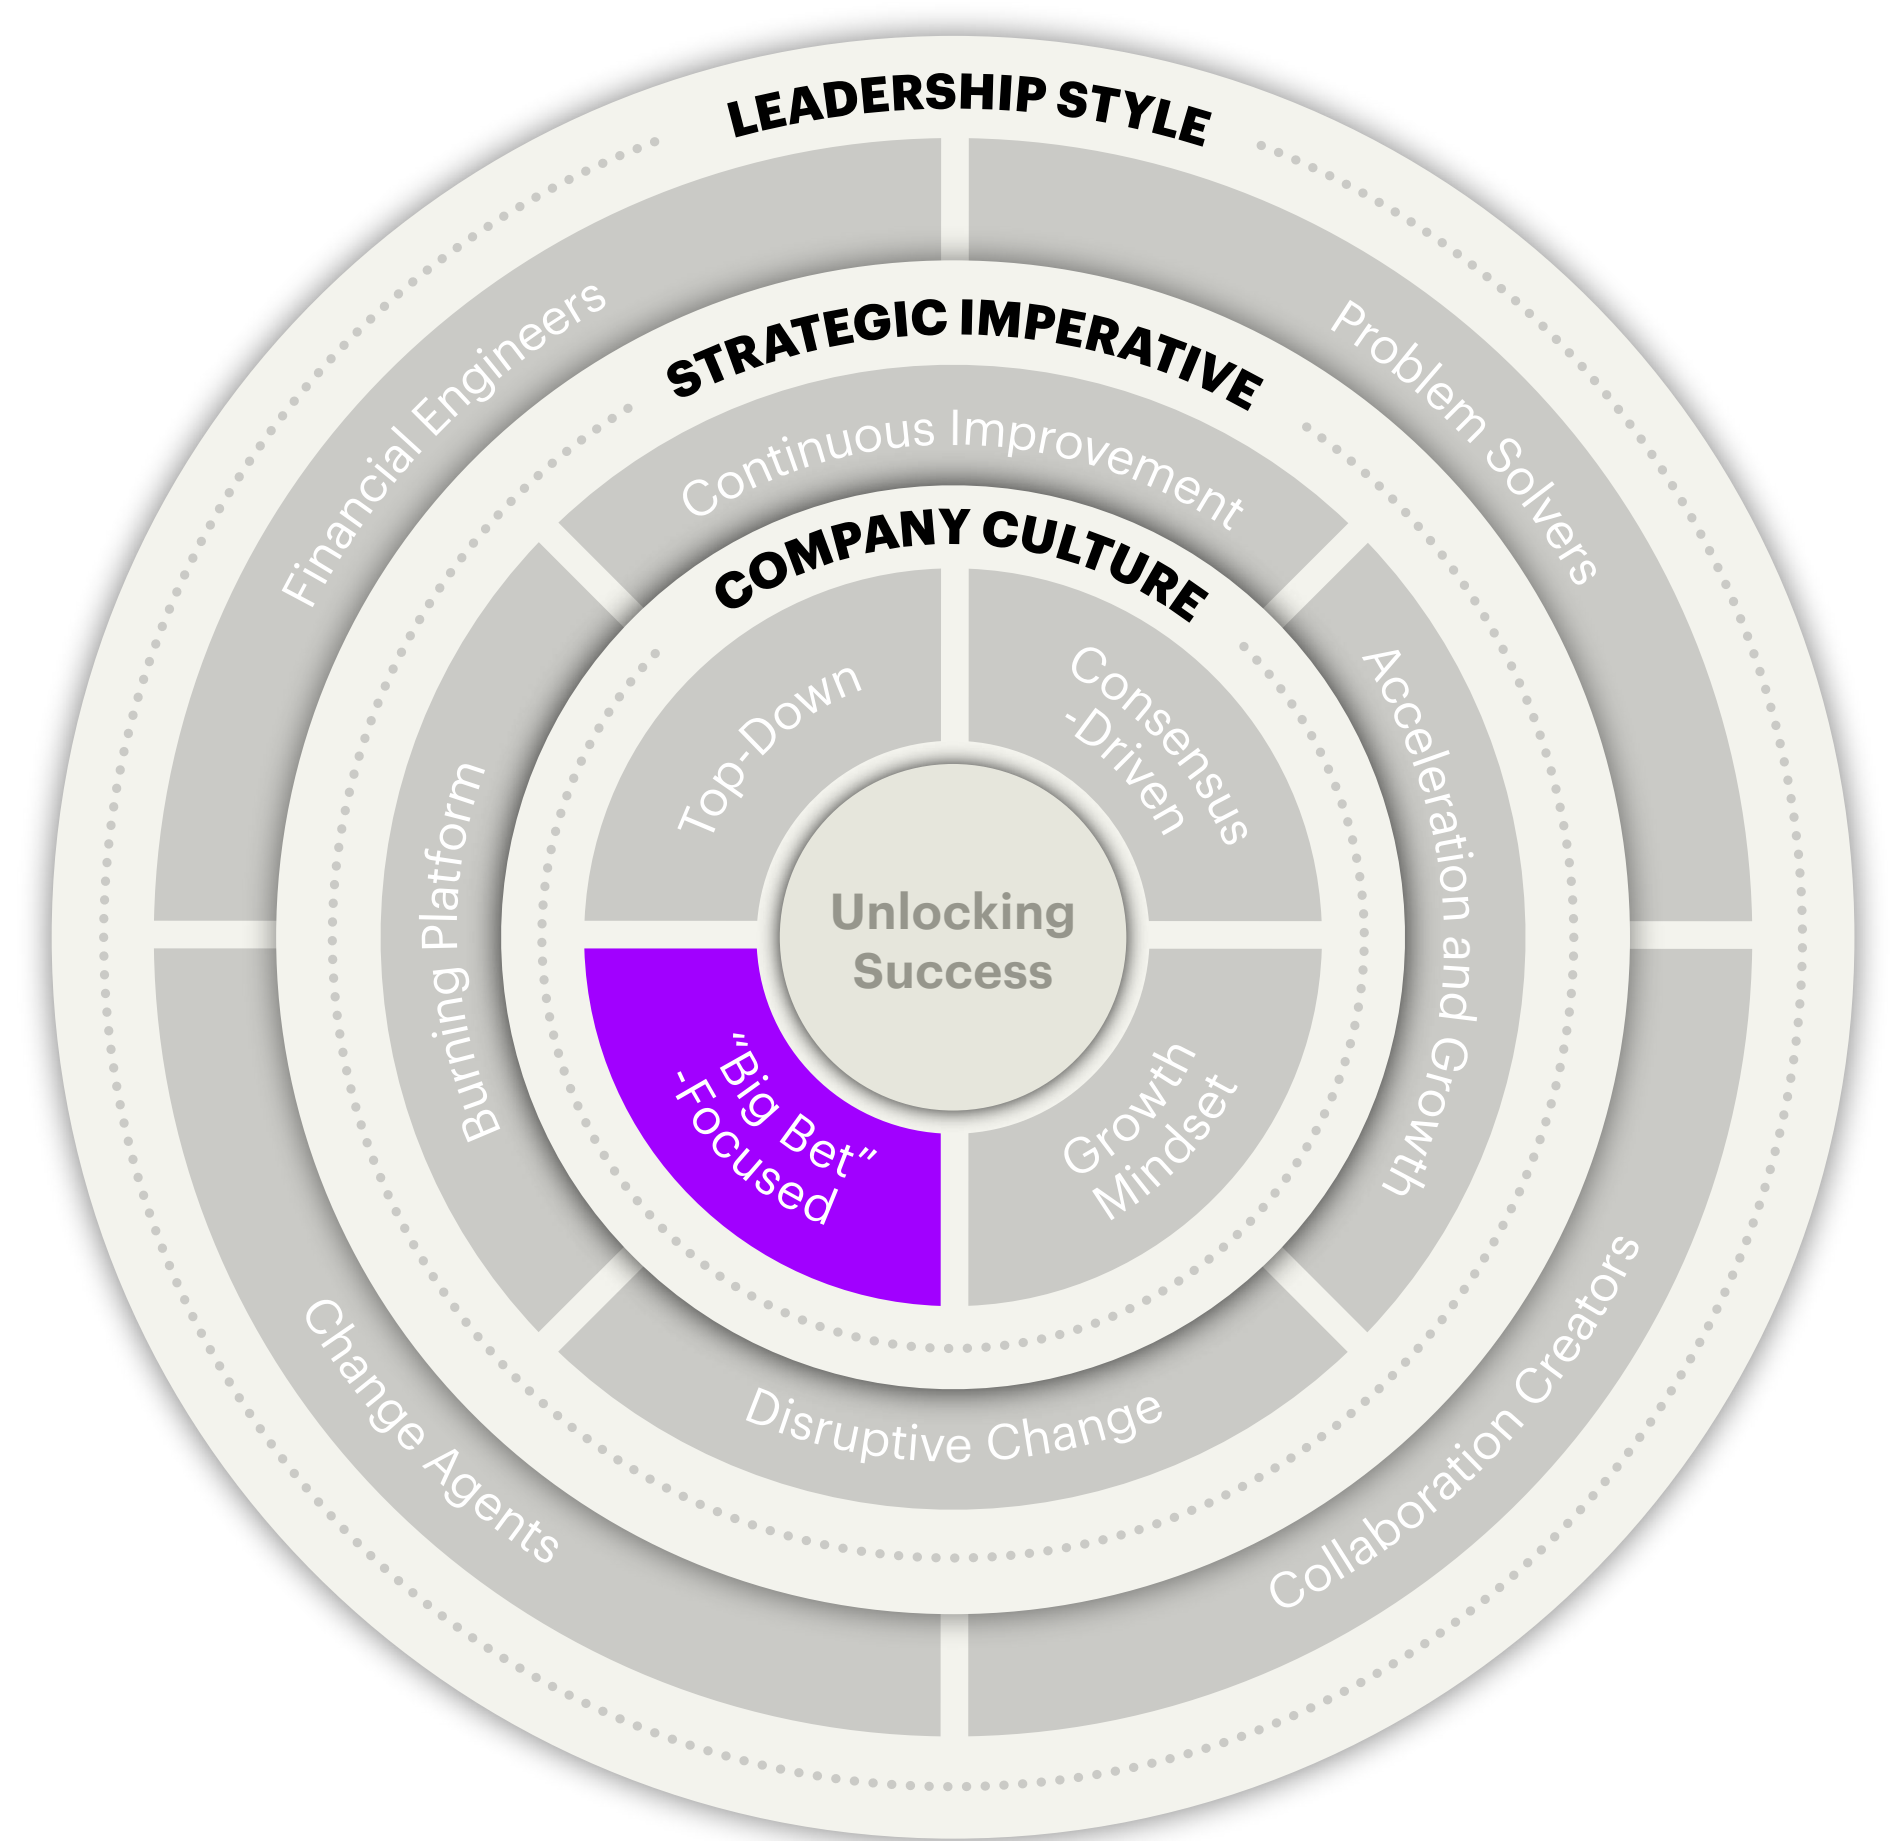 LEADERSHIP STYLE
Financial Engineers
Problem Solvers
Change Agents
Collaboration Creators
STRATEGIC IMPERATIVE
Continuous Improvement
Burning Platform
Acceleration and Growth
Disruptive Change
COMPANY CULTURE
Top-Down
Consensus
-Driven
“Big Bet”
-Focused
Growth
Mindset
Unlocking
Success